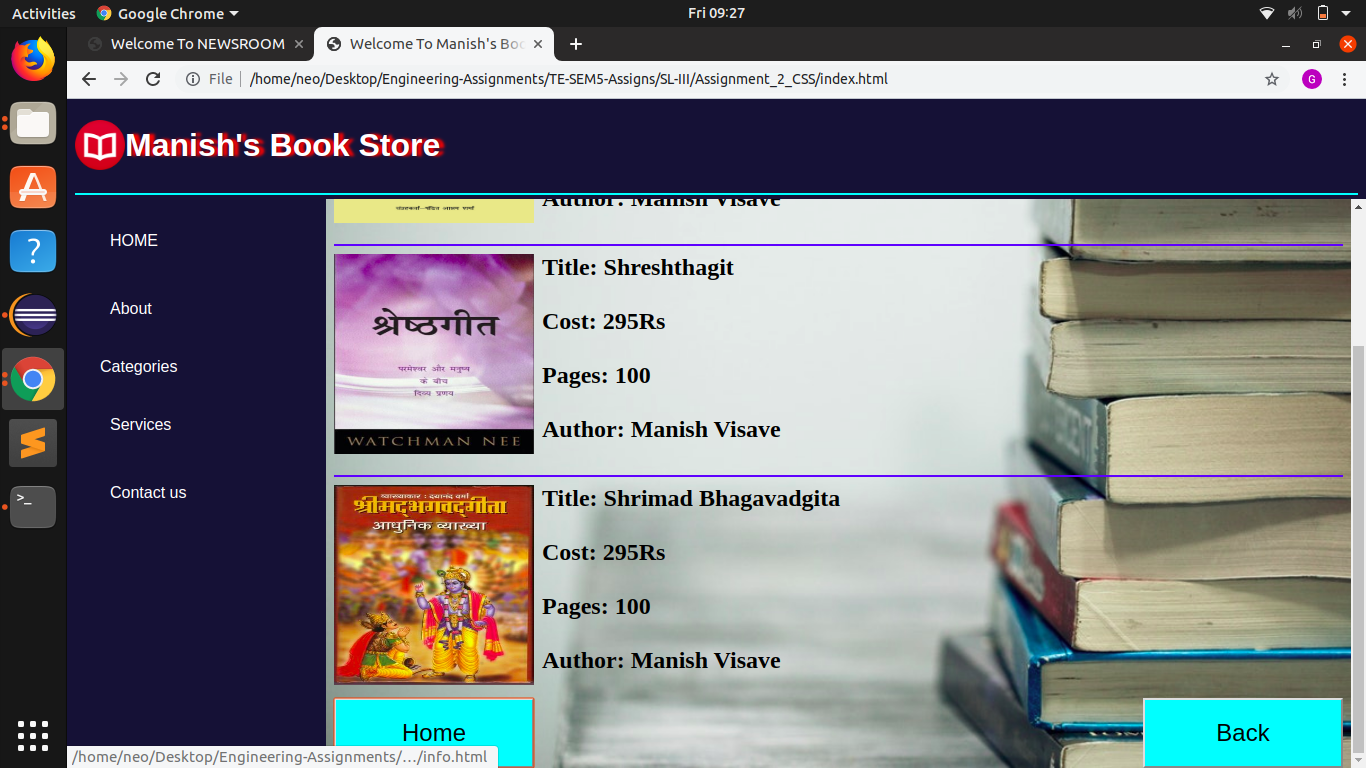 Activities
Google Chrome
Fri 09:27
Welcome To NEWSROOM
Welcome To Manish's Boo
File
/home/neo/Desktop/Engineering-Assignments/TE-SEM5-Assigns/SL-III/Assignment_2_CSS/index.html
G
Manish's Book Store
HOME
About
Categories
Services
Contact us
Author: Manish Visave
श्रेष्ठगीत
परमेश्वर और मनुष्य
के बीच
दिव्य प्रणय
WATCHMAN NEE
Title: Shreshthagit
Cost: 295Rs
Pages: 100
Author: Manish Visave
व्याख्याकार : दयानंद वर्मा
श्रीमद्भगवद्गीता
आधुनिक व्याख्या
Title: Shrimad Bhagavadgita
Cost: 295Rs
Pages: 100
Author: Manish Visave
Home
Back
/home/neo/Desktop/Engineering-Assignments/…/info.html